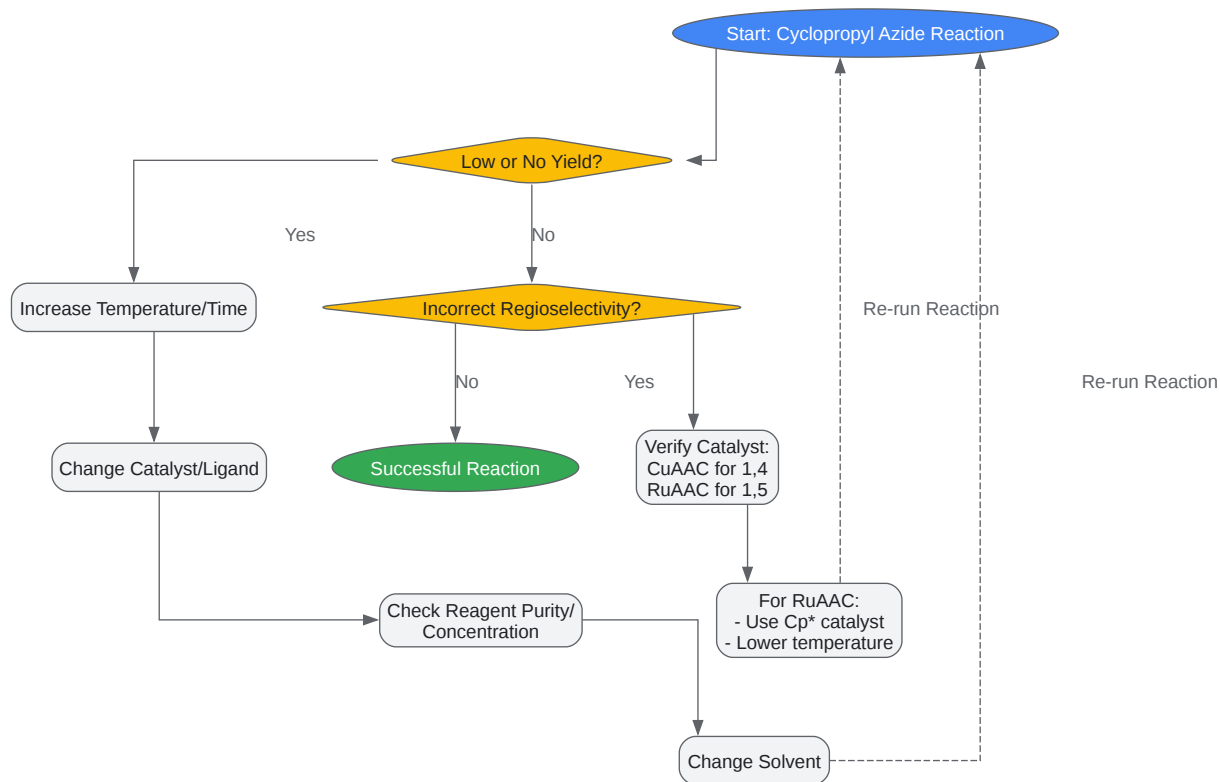 Start: Cyclopropyl Azide Reaction
Low or No Yield?
Yes
No
Increase Temperature/Time
Incorrect Regioselectivity?
Re-run Reaction
No
Yes
Re-run Reaction
Change Catalyst/Ligand
Successful Reaction
Verify Catalyst:
CuAAC for 1,4
RuAAC for 1,5
Check Reagent Purity/
Concentration
For RuAAC:
- Use Cp* catalyst
- Lower temperature
Change Solvent